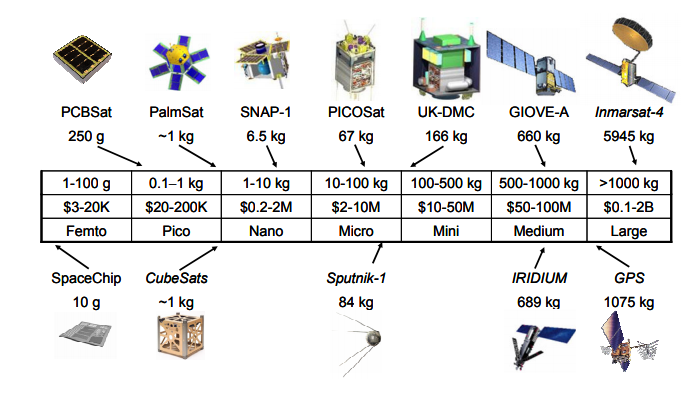 PCBSat PalmSat SNAP-1 PICOSat UK-DMC GIOVE-A Inmarsat-4
250 g ~1 kg 6.5 kg 67 kg 166 kg 660 kg 5945 kg
1-100 g 0.1–1 kg 1-10 kg 10-100 kg 100-500 kg 500-1000 kg >1000 kg
$3-20K $20-200K $0.2-2M $2-10M $10-50M $50-100M $0.1-2B
Femto Pico Nano Micro Mini Medium Large
SpaceChip CubeSats Sputnik-1 IRIDIUM GPS
10 g ~1 kg 84 kg 689 kg 1075 kg